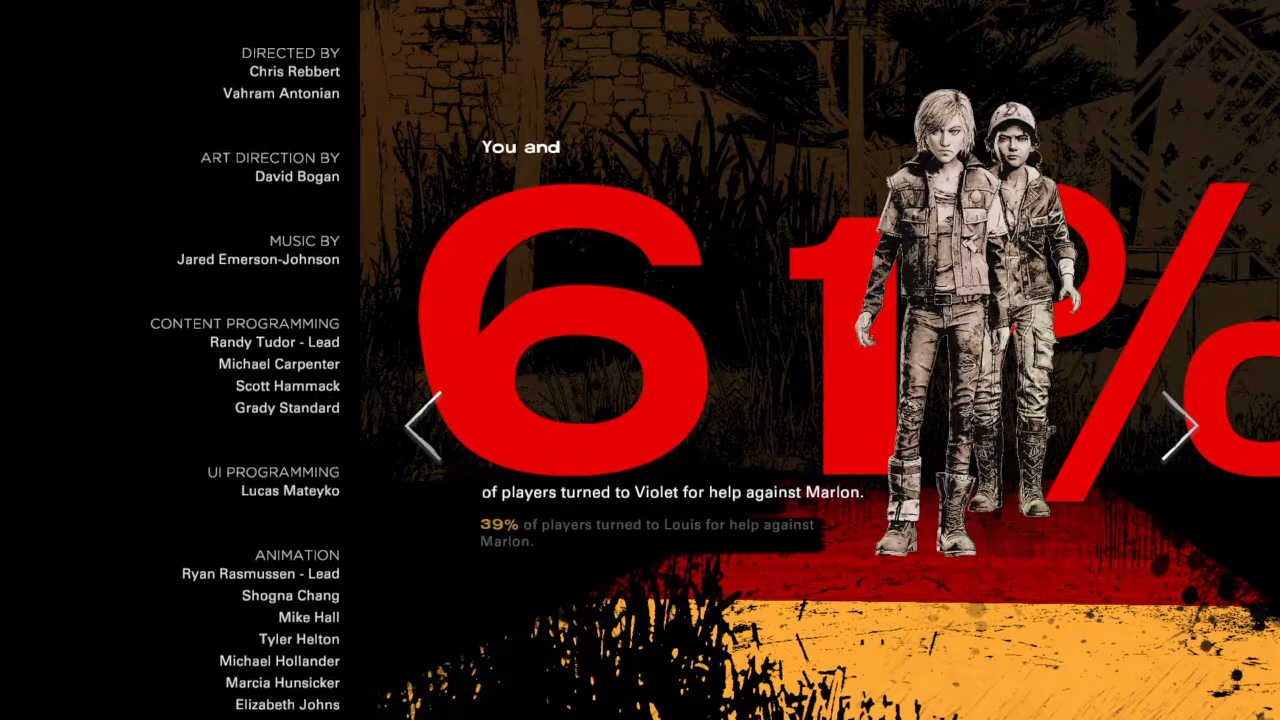 DIRECTED BY
Chris Rebbert
Vahram Antonian
ART DIRECTION BY
David Bogan
MUSIC BY
Jared Emerson-Johnson
CONTENT PROGRAMMING
Randy Tudor - Lead
Michael Carpenter
Scott Hammack
Grady Standard
UI PROGRAMMING
Lucas Mateyko
ANIMATION
Ryan Rasmussen - Lead
Shogna Chang
Mike Hall
Tyler Helton
Michael Hollander
Marcia Hunsicker
Elizabeth Johns
You and
61%
of players turned to Violet for help against Marlon.
39% of players turned to Louis for help against
Marlon.